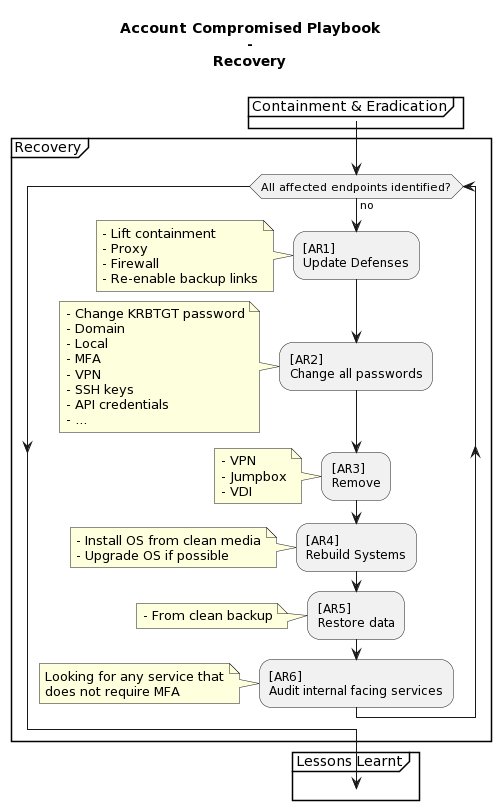 Account Compromised Playbook
-
Recovery
Containment & Eradication
Recovery
All affected endpoints identified?
no
- Lift containment
- Proxy
- Firewall
- Re-enable backup links
[AR1]
Update Defenses
- Change KRBTGT password
- Domain
- Local
- MFA
- VPN
- SSH keys
- API credentials
- ...
[AR2]
Change all passwords
- VPN
- Jumpbox
- VDI
[AR3]
Remove
- Install OS from clean media
- Upgrade OS if possible
[AR4]
Rebuild Systems
- From clean backup
[AR5]
Restore data
Looking for any service that
does not require MFA
[AR6]
Audit internal facing services
Lessons Learnt